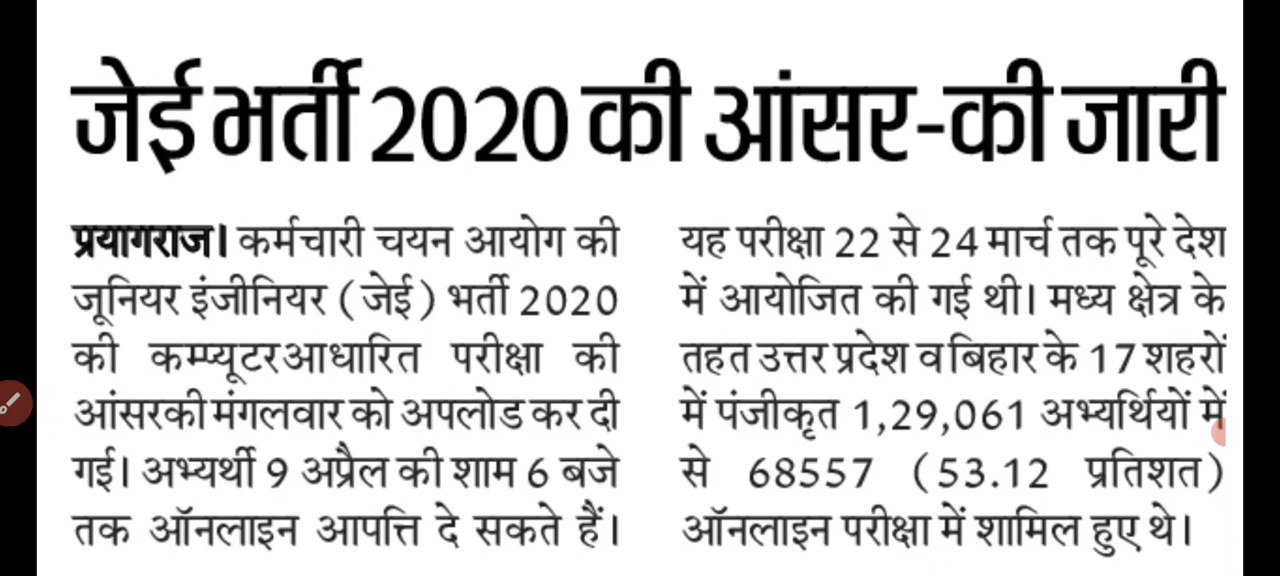 जेई भर्ती 2020 की आंसर-की जारी
प्रयागराज। कर्मचारी चयन आयोग की
जूनियर इंजीनियर (जेई) भर्ती 2020
की कम्प्यूटर आधारित परीक्षा की
आंसरकी मंगलवार को अपलोड कर दी
गई। अभ्यर्थी 9 अप्रैल की शाम 6 बजे
तक ऑनलाइन आपत्ति दे सकते हैं।
यह परीक्षा 22 से 24 मार्च तक पूरे देश
में आयोजित की गई थी। मध्य क्षेत्र के
तहत उत्तर प्रदेश व बिहार के 17 शहरों
में पंजीकृत 1,29,061 अभ्यर्थियों में
से 68557 (53.12 प्रतिशत)
ऑनलाइन परीक्षा में शामिल हुए थे।